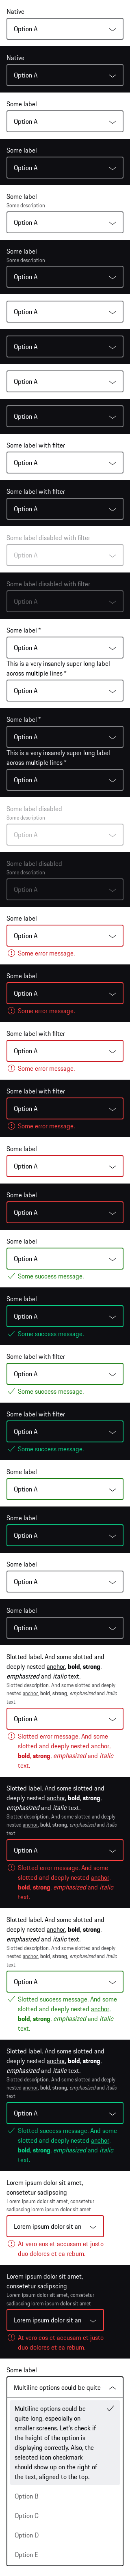 Native
Option A
Native
Option A
Some label
Option A
Some label
Option A
Some label
Some description
Option A
Some label
Some description
Option A
Option A
Option A
Option A
Option A
Some label with filter
Option A
Some label with filter
Option A
Some label disabled with filter
Option A
Some label disabled with filter
Option A
Some label *
Option A
This is a very insanely super long label
across multiple lines *
Option A
Some label *
Option A
This is a very insanely super long label
across multiple lines *
Option A
Some label disabled
Some description
Option A
Some label disabled
Some description
Option A
Some label
Option A
Some error message.
Some label
Option A
Some error message.
Some label with filter
Option A
Some error message.
Some label with filter
Option A
Some error message.
Some label
Option A
Some label
Option A
Some label
Option A
Some success message.
Some label
Option A
Some success message.
Some label with filter
Option A
Some success message.
Some label with filter
Option A
Some success message.
Some label
Option A
Some label
Option A
Some label
Option A
Some label
Option A
Slotted label. And some slotted and
deeply nested anchor, bold, strong,
emphasized and italic text.
Slotted description. And some slotted and deeply
nested anchor, bold, strong, emphasized and italic
text.
Option A
Slotted error message. And some
slotted and deeply nested anchor,
bold, strong, emphasized and italic
text.
Slotted label. And some slotted and
deeply nested anchor, bold, strong,
emphasized and italic text.
Slotted description. And some slotted and deeply
nested anchor, bold, strong, emphasized and italic
text.
Option A
Slotted error message. And some
slotted and deeply nested anchor,
bold, strong, emphasized and italic
text.
Slotted label. And some slotted and
deeply nested anchor, bold, strong,
emphasized and italic text.
Slotted description. And some slotted and deeply
nested anchor, bold, strong, emphasized and italic
text.
Option A
Slotted success message. And some
slotted and deeply nested anchor,
bold, strong, emphasized and italic
text.
Slotted label. And some slotted and
deeply nested anchor, bold, strong,
emphasized and italic text.
Slotted description. And some slotted and deeply
nested anchor, bold, strong, emphasized and italic
text.
Option A
Slotted success message. And some
slotted and deeply nested anchor,
bold, strong, emphasized and italic
text.
Lorem ipsum dolor sit amet,
consetetur sadipscing
Lorem ipsum dolor sit amet, consetetur
sadipscing lorem ipsum dolor sit amet
Lorem ipsum dolor sit am
At vero eos et accusam et justo
duo dolores et ea rebum.
Lorem ipsum dolor sit amet,
consetetur sadipscing
Lorem ipsum dolor sit amet, consetetur
sadipscing lorem ipsum dolor sit amet
Lorem ipsum dolor sit am
At vero eos et accusam et justo
duo dolores et ea rebum.
Some label
Multiline options could be quite
Multiline options could be
quite long, especially on
smaller screens. Let's check if
the height of the option is
displaying correctly. Also, the
selected icon checkmark
should show up on the right of
the text, aligned to the top.
Option B
Option C
Option D
Option E